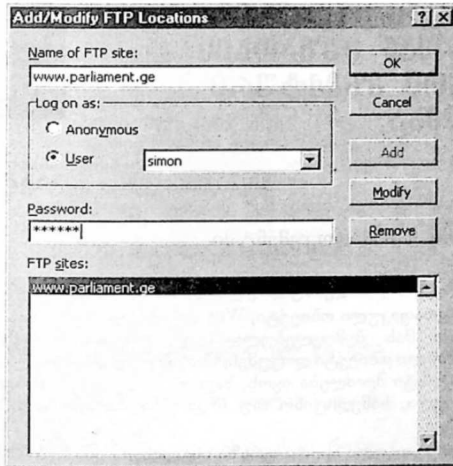 Add/Modify FTP Locations
Name of FTP site:
www.parliament.ge
Log on as:
Anonymous
User
simon
Password:
******
FTP sites:
www.parliament.ge
OK
Cancel
Add
Modify
Remove